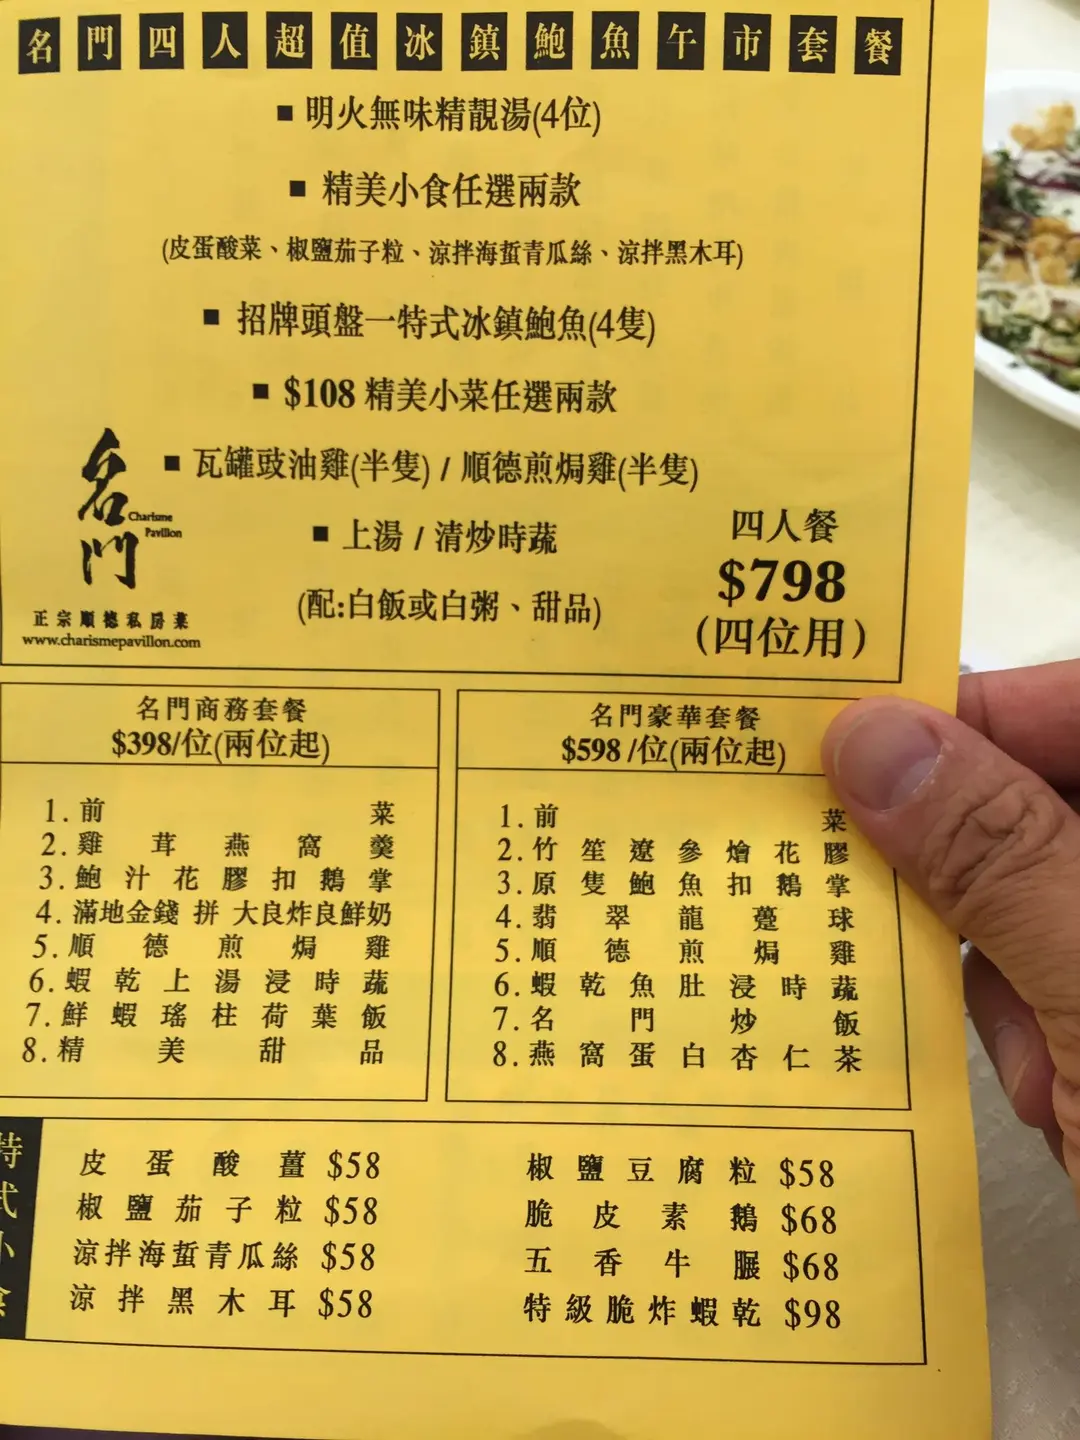 名門四人超值冰鎮鮑魚午市套餐
■ 明火無味精靚湯(4位)
■ 精美小食任選兩款
(皮蛋酸菜、椒鹽茄子粒、涼拌海蜇青瓜絲、涼拌黑木耳)
■ 招牌頭盤一特式冰鎮鮑魚(4隻)
■ $108 精美小菜任選兩款
■ 瓦罐豉油雞(半隻) / 順德煎焗雞(半隻)
■ 上湯 / 清炒時蔬
(配:白飯或白粥、甜品)
四人餐
$798
(四位用)
名門
Charisme
Pavillon
正宗順德私房菜
www.charismepavillon.com
名門商務套餐
$398/位(兩位起)
1.前菜
2.雞茸燕窩羹
3.鮑汁花膠扣鵝掌
4.滿地金錢 拼 大良炸良鮮奶
5.順德煎焗雞
6.蝦乾上湯浸時蔬
7.鮮蝦瑤柱荷葉飯
8.精美甜品
名門豪華套餐
$598 /位(兩位起)
1.前菜
2.竹笙遼參燴花膠
3.原隻鮑魚扣鵝掌
4.翡翠龍躉球
5.順德煎焗雞
6.蝦乾魚肚浸時蔬
7.名門炒飯
8.燕窩蛋白杏仁茶
特式小食
皮蛋酸薑 $58
椒鹽茄子粒 $58
涼拌海蜇青瓜絲 $58
涼拌黑木耳 $58
椒鹽豆腐粒 $58
脆皮素鵝 $68
五香牛𦟌 $68
特級脆炸蝦乾 $98